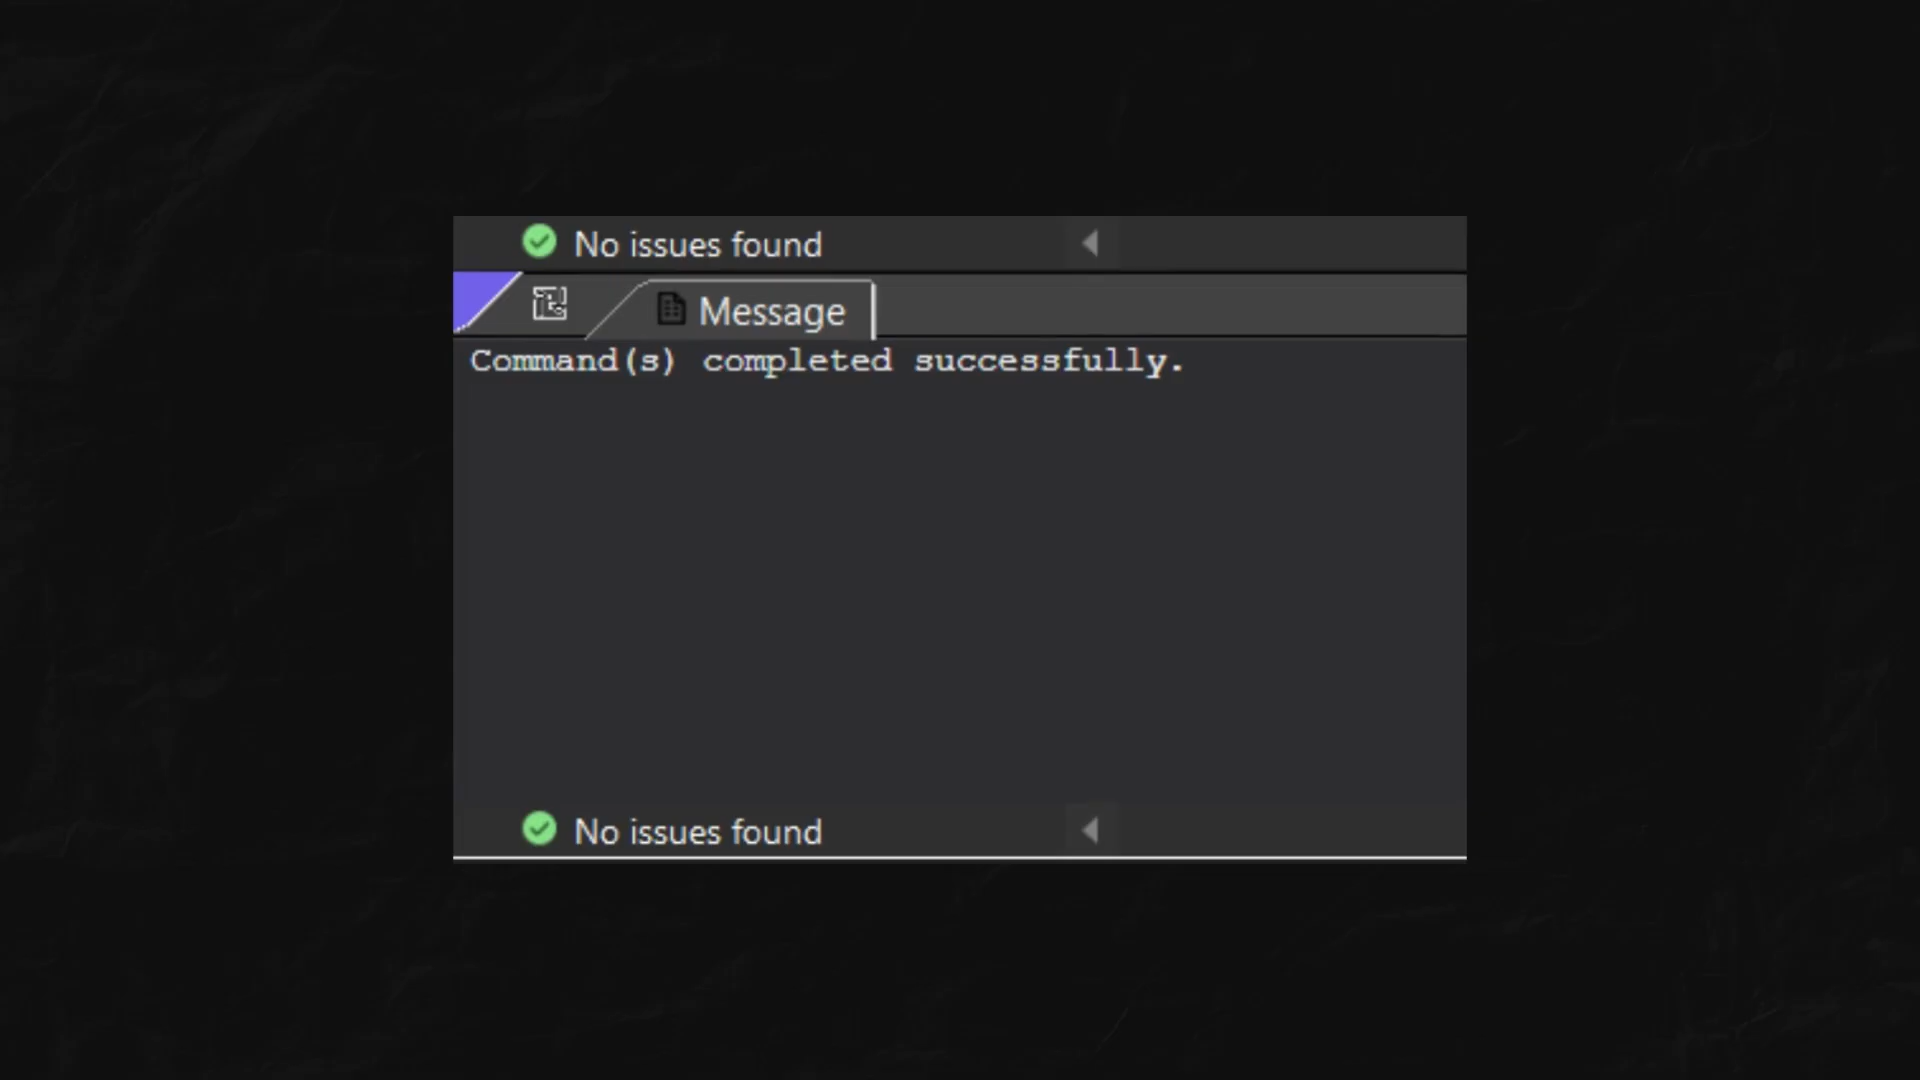 No issues found
Message
Command(s) completed successfully.
No issues found